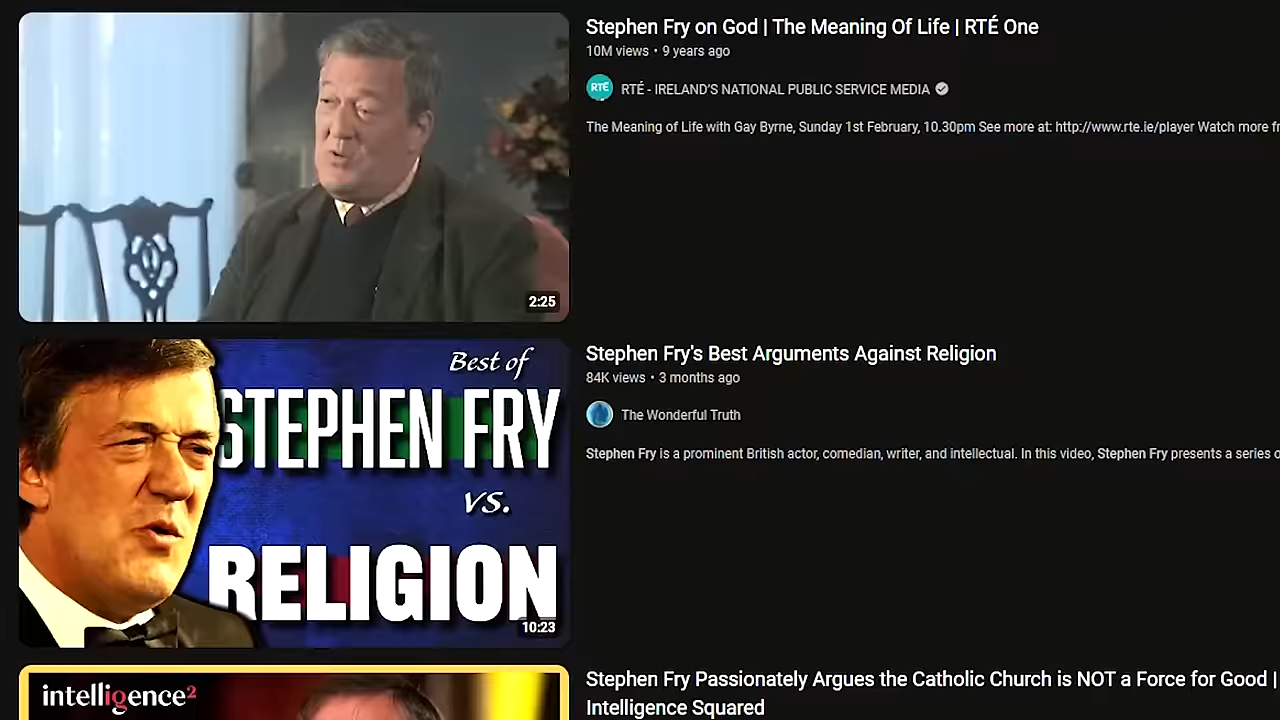 Stephen Fry on God | The Meaning Of Life | RTÉ One
10M views • 9 years ago
RTÉ
RTÉ - IRELAND'S NATIONAL PUBLIC SERVICE MEDIA
The Meaning of Life with Gay Byrne, Sunday 1st February, 10.30pm See more at: http://www.rte.ie/player Watch more fr
2:25
Best of
STEPHEN FRY
vs.
RELIGION
10:23
Stephen Fry's Best Arguments Against Religion
84K views • 3 months ago
The Wonderful Truth
Stephen Fry is a prominent British actor, comedian, writer, and intellectual. In this video, Stephen Fry presents a series o
intelligence²
Stephen Fry Passionately Argues the Catholic Church is NOT a Force for Good |
Intelligence Squared